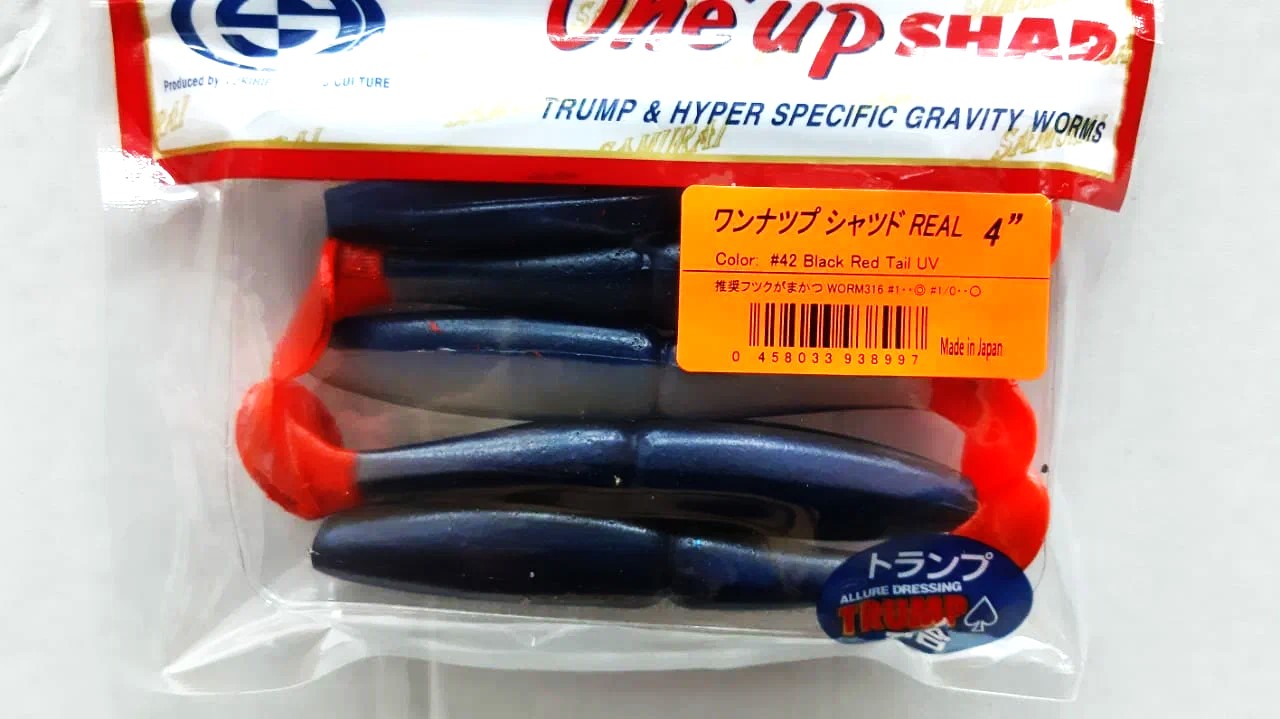 One'up SHAD
Produced by CULTURE
TRUMP & HYPER SPECIFIC GRAVITY WORMS
SAMURAI
SAMURAI
ワンナップ シャッド REAL 4”
Color: #42 Black Red Tail UV
推奨フックがまかつ WORM316 #1‥◎ #1/0‥○
0 458033 938997
Made in Japan
トランプ
ALLURE DRESSING
TRUMP